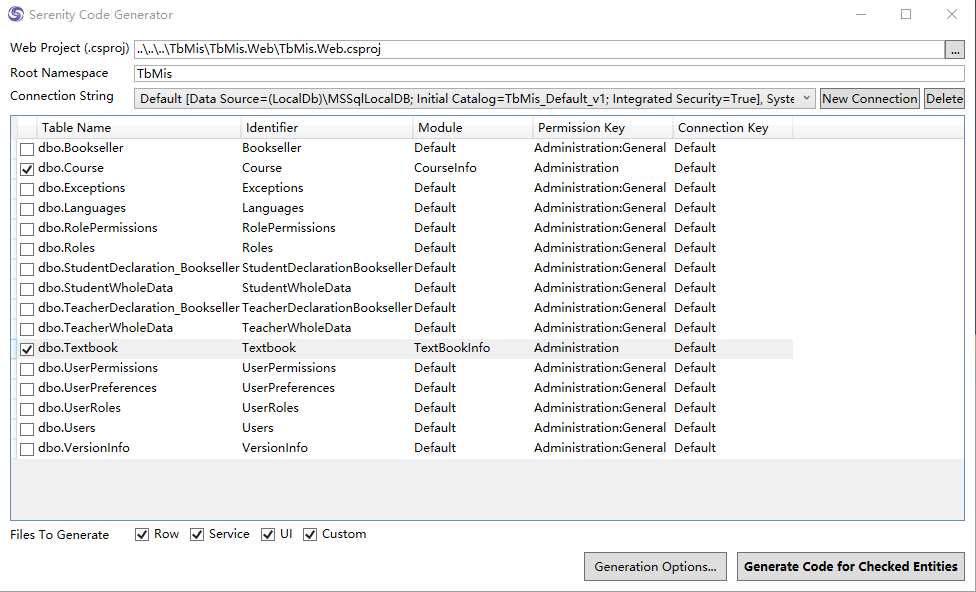 Serenity Code Generator
Web Project (.csproj) ..\..\..\TbMis\TbMis.Web\TbMis.Web.csproj ...
Root Namespace TbMis
Connection String Default [Data Source=(LocalDb)\MSSqlLocalDB; Initial Catalog=TbMis_Default_v1; Integrated Security=True], Syste New Connection Delete
Table Name Identifier Module Permission Key Connection Key
dbo.Bookseller Bookseller Default Administration:General Default
dbo.Course Course CourseInfo Administration Default
dbo.Exceptions Exceptions Default Administration:General Default
dbo.Languages Languages Default Administration:General Default
dbo.RolePermissions RolePermissions Default Administration:General Default
dbo.Roles Roles Default Administration:General Default
dbo.StudentDeclaration_Bookseller StudentDeclarationBookseller Default Administration:General Default
dbo.StudentWholeData StudentWholeData Default Administration:General Default
dbo.TeacherDeclaration_Bookseller TeacherDeclarationBookseller Default Administration:General Default
dbo.TeacherWholeData TeacherWholeData Default Administration:General Default
dbo.Textbook Textbook TextBookInfo Administration Default
dbo.UserPermissions UserPermissions Default Administration:General Default
dbo.UserPreferences UserPreferences Default Administration:General Default
dbo.UserRoles UserRoles Default Administration:General Default
dbo.Users Users Default Administration:General Default
dbo.VersionInfo VersionInfo Default Administration:General Default
Files To Generate Row Service UI Custom
Generation Options... Generate Code for Checked Entities